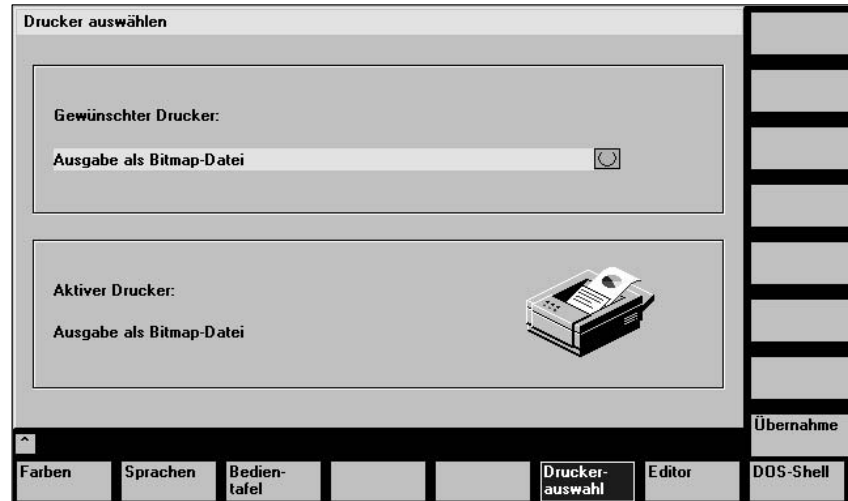 Drucker auswählen
Gewünschter Drucker:
Ausgabe als Bitmap-Datei
Aktiver Drucker:
Ausgabe als Bitmap-Datei
Übernahme
^
Farben
Sprachen
Bedien-
tafel
Drucker-
auswahl
Editor
DOS-Shell